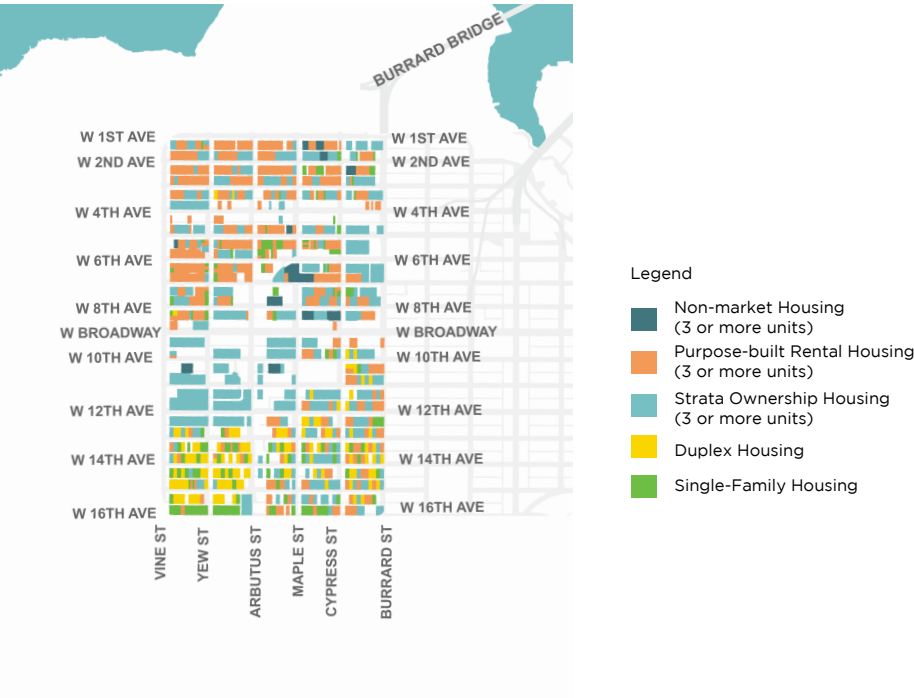 BURRARD BRIDGE
W 1ST AVE
W 1ST AVE
W 2ND AVE
W 2ND AVE
W 4TH AVE
W 4TH AVE
W 6TH AVE
W 6TH AVE
W 8TH AVE
W 8TH AVE
W BROADWAY
W BROADWAY
W 10TH AVE
W 10TH AVE
W 12TH AVE
W 12TH AVE
W 14TH AVE
W 14TH AVE
W 16TH AVE
W 16TH AVE
VINE ST
YEW ST
ARBUTUS ST
MAPLE ST
CYPRESS ST
BURRARD ST
Legend
Non-market Housing
(3 or more units)
Purpose-built Rental Housing
(3 or more units)
Strata Ownership Housing
(3 or more units)
Duplex Housing
Single-Family Housing